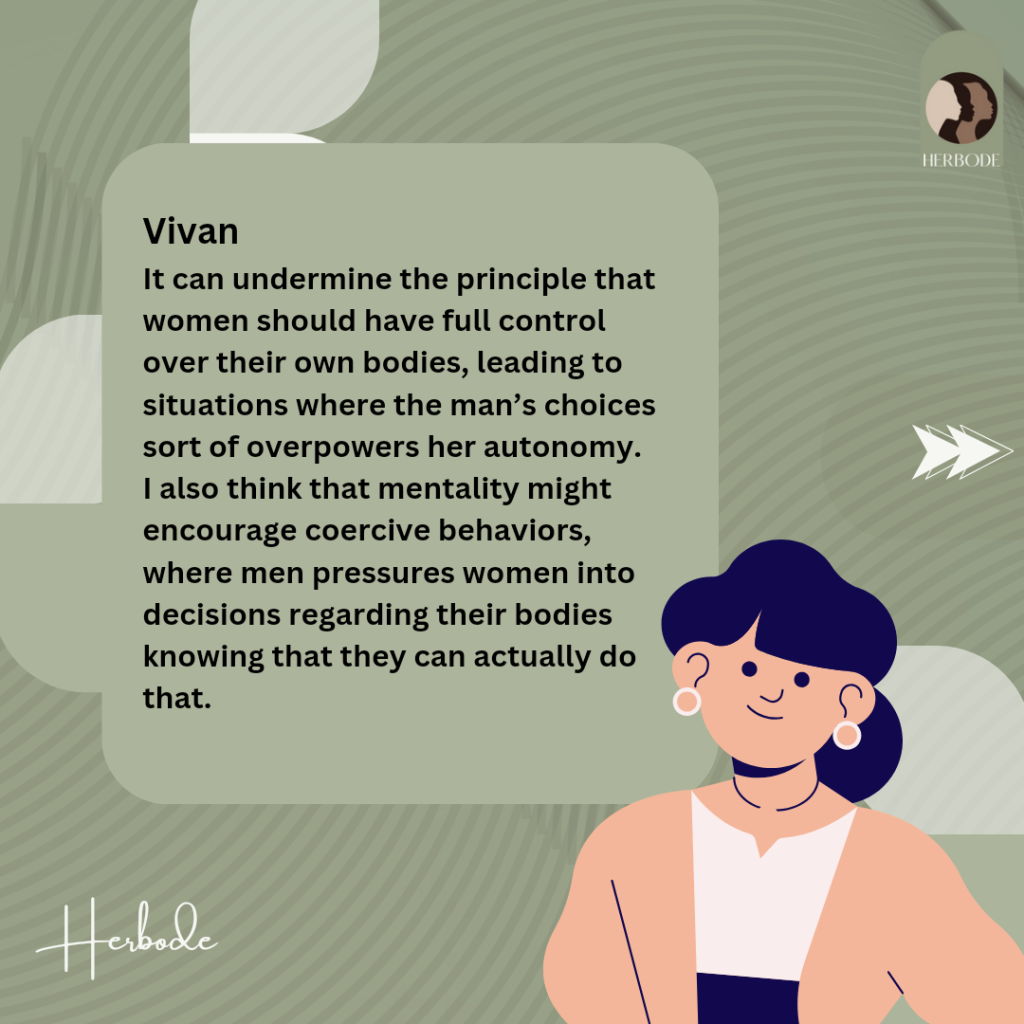 HERBODE
Vivan
It can undermine the principle that
women should have full control
over their own bodies, leading to
situations where the man’s choices
sort of overpowers her autonomy.
I also think that mentality might
encourage coercive behaviors,
where men pressures women into
decisions regarding their bodies
knowing that they can actually do
that.
Herbode